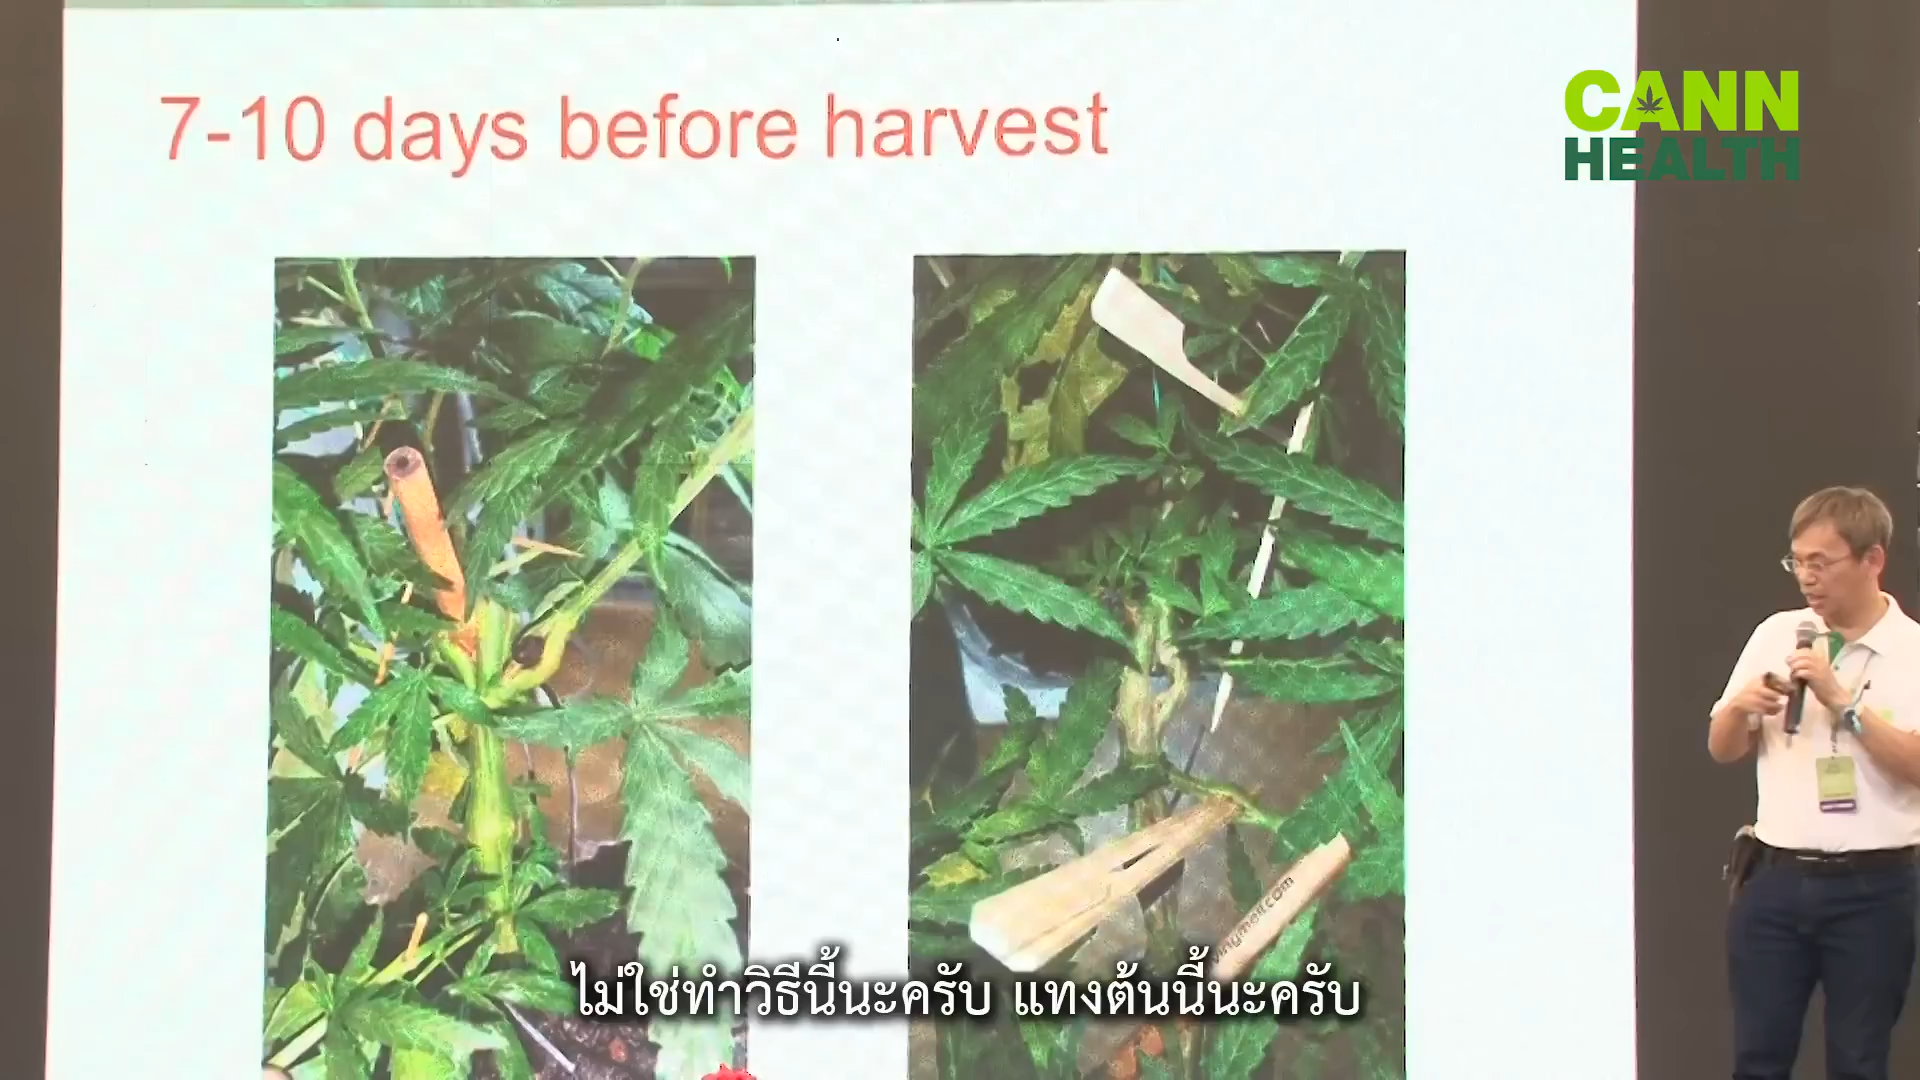 7-10 days before harvest
CANN
HEALTH
ไม่ใช่ทำวิธีนี้นะครับ แทงต้นนี้นะครับ